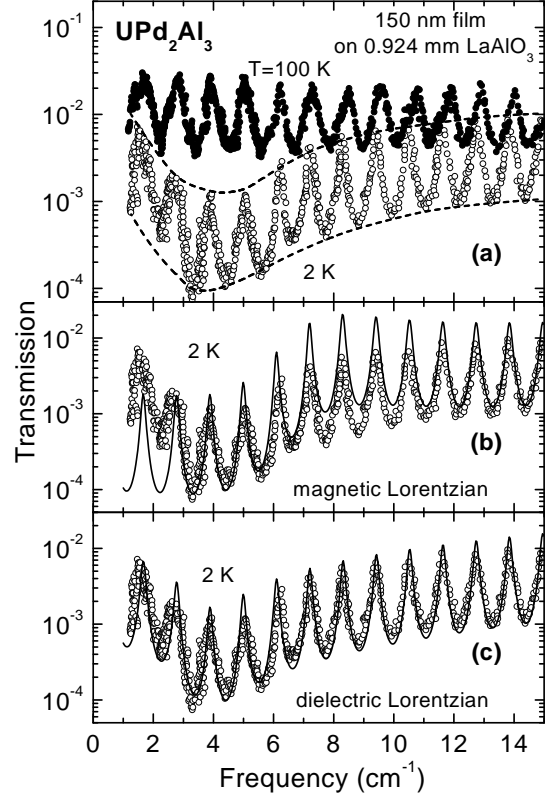 UPd₂Al₃
150 nm film
on 0.924 mm LaAlO₃
T=100 K
10⁻²
10⁻³
2 K
(a)
10⁻⁴
Transmission
10⁻²
2 K
10⁻³
(b)
10⁻⁴
magnetic Lorentzian
10⁻²
2 K
10⁻³
(c)
10⁻⁴
dielectric Lorentzian
0 2 4 6 8 10 12 14
Frequency (cm⁻¹)